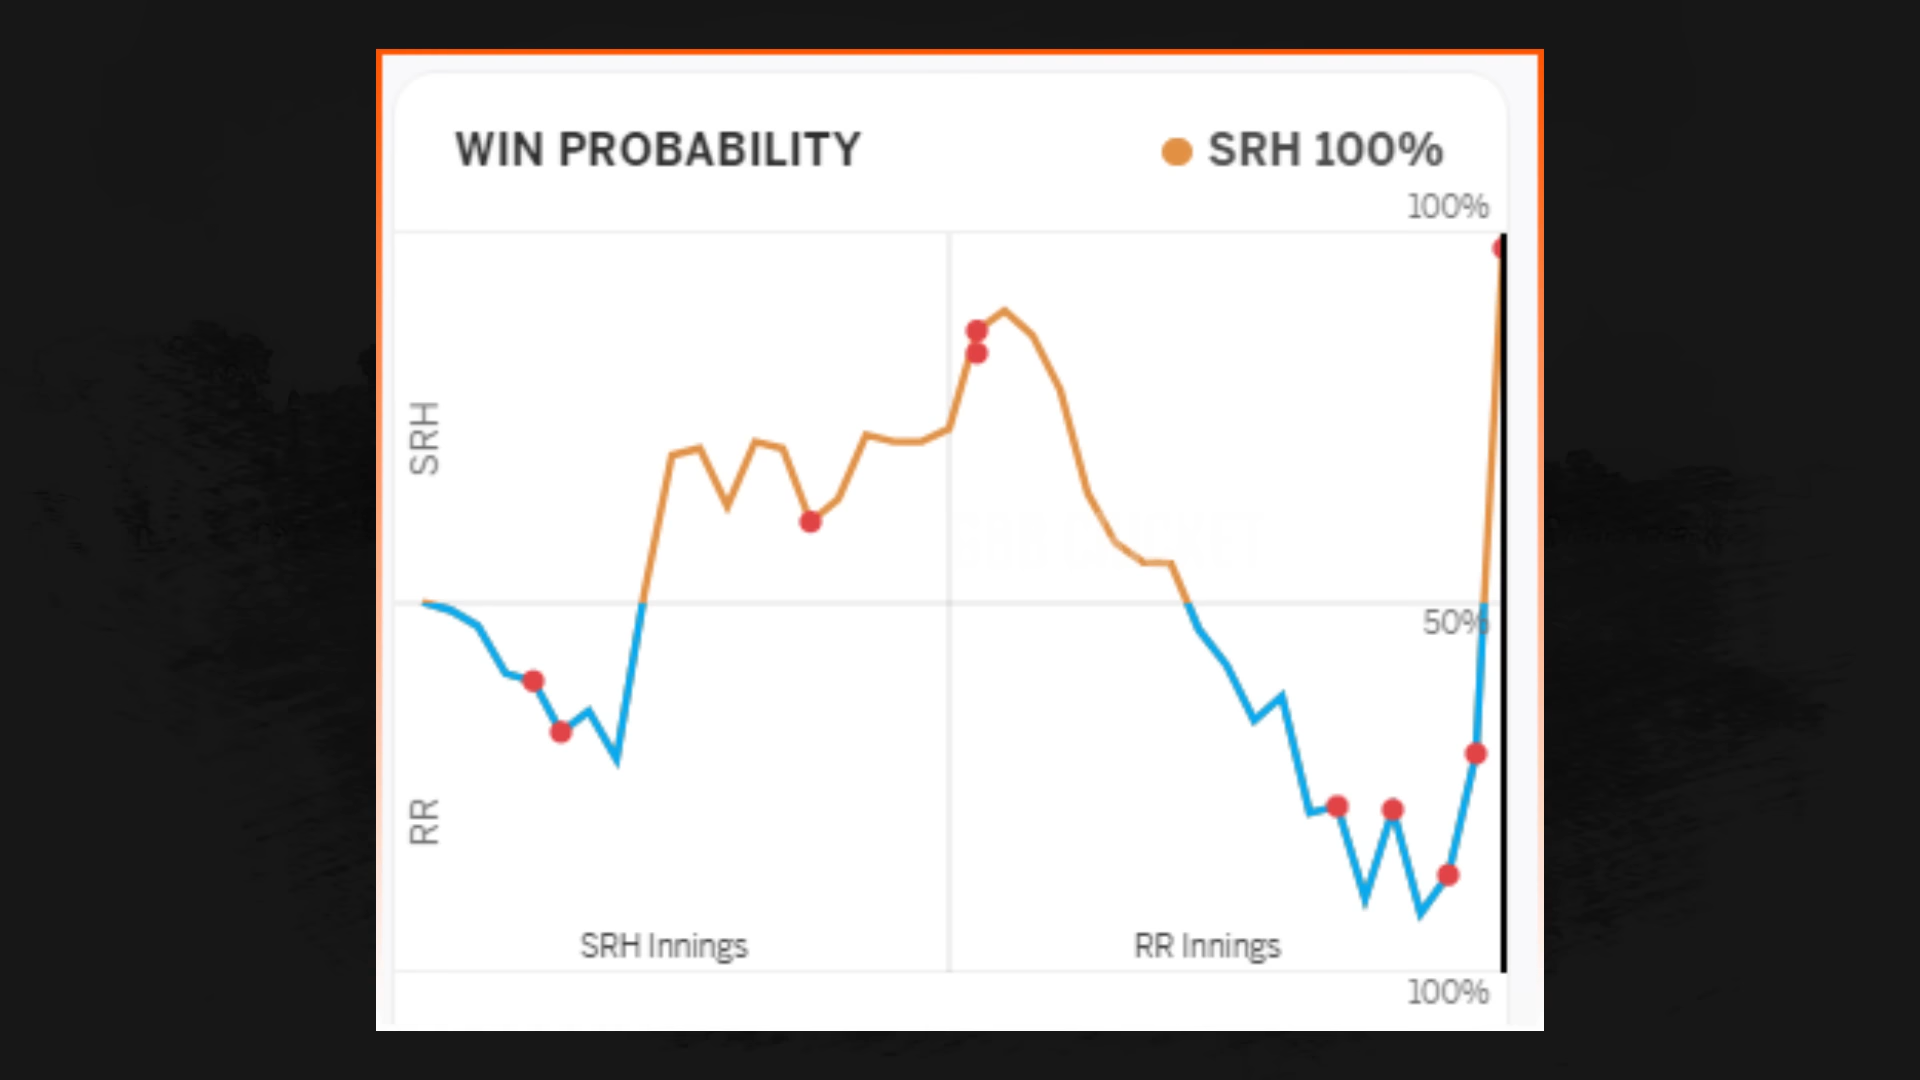 WIN PROBABILITY
SRH 100%
100%
SRH
50%
RR
SRH Innings
RR Innings
100%